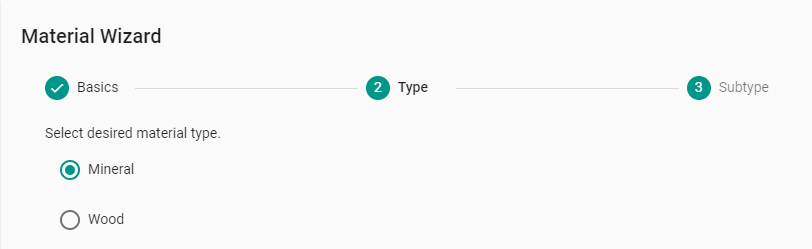 Material Wizard
Basics 2 Type 3 Subtype
Select desired material type.
Mineral
Wood